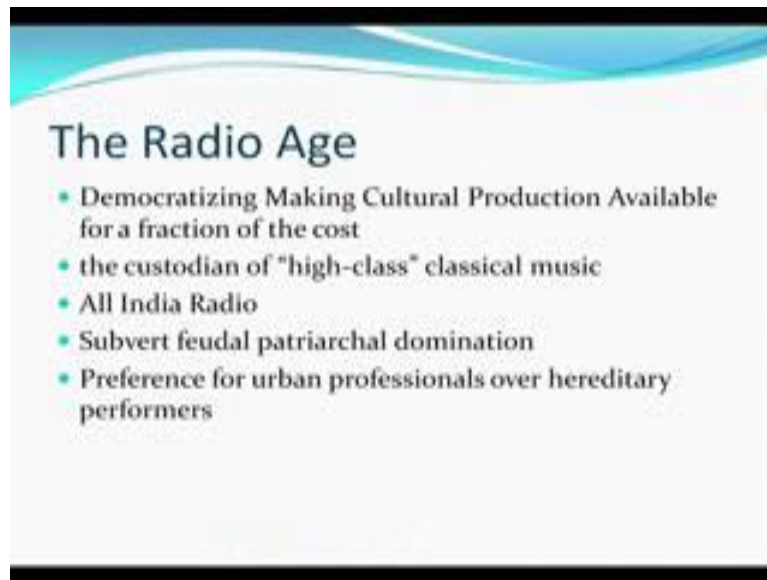 The Radio Age
Democratizing Making Cultural Production Available
for a fraction of the cost
the custodian of "high-class" classical music
All India Radio
Subvert feudal patriarchal domination
Preference for urban professionals over hereditary
performers